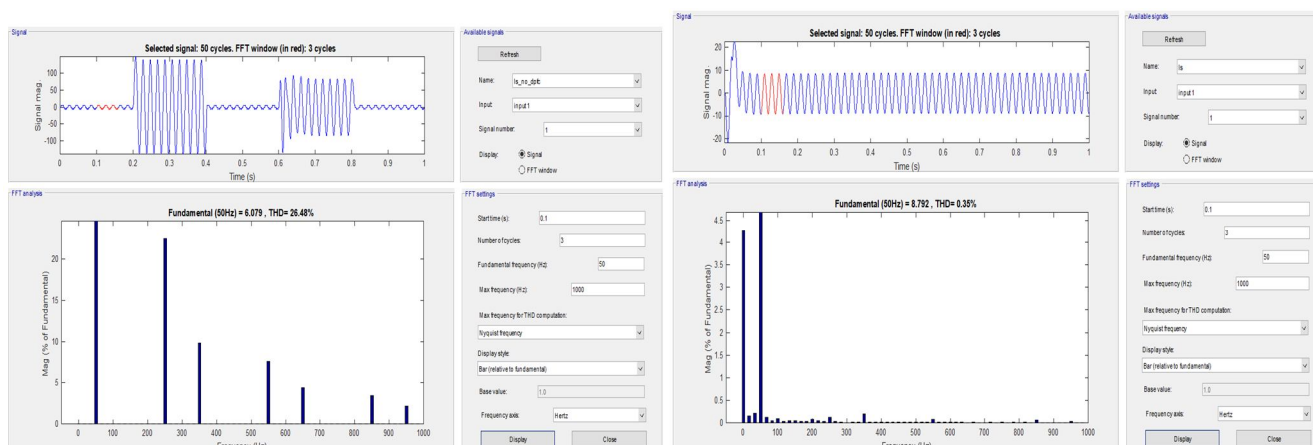 Signal
Selected signal: 50 cycles. FFT window (in red): 3 cycles
Signal mag.
100
50
0
-50
-100
0 0.1 0.2 0.3 0.4 0.5 0.6 0.7 0.8 0.9 1
Time (s)
Available signals
Refresh
Name:
Input:
input 1
Signal number:
1
Display:
Signal
FFT window
FFT analysis
Fundamental (50Hz) = 6.079 , THD= 26.48%
Mag (% of Fundamental)
20
15
10
5
0
0 100 200 300 400 500 600 700 800 900 1000
Frequency (Hz)
FFT settings
Start time (s):
0.1
Number of cycles:
3
Fundamental frequency (Hz):
50
Max frequency (Hz):
1000
Max frequency for THD computation:
Nyquist frequency
Display style:
Bar (relative to fundamental)
Base value:
1.0
Frequency axis:
Hertz
Display
Close
Signal
Selected signal: 50 cycles. FFT window (in red): 3 cycles
Signal mag.
20
10
0
-10
-20
0 0.1 0.2 0.3 0.4 0.5 0.6 0.7 0.8 0.9 1
Time (s)
Available signals
Refresh
Name:
Is
Input:
input 1
Signal number:
1
Display:
Signal
FFT window
FFT analysis
Fundamental (50Hz) = 8.792 , THD= 0.35%
Mag (% of Fundamental)
4.5
4
3.5
3
2.5
2
1.5
1
0.5
0
0 100 200 300 400 500 600 700 800 900 1000
Frequency (Hz)
FFT settings
Start time (s):
0.1
Number of cycles:
3
Fundamental frequency (Hz):
50
Max frequency (Hz):
1000
Max frequency for THD computation:
Nyquist frequency
Display style:
Bar (relative to fundamental)
Base value:
1.0
Frequency axis:
Hertz
Display
Close